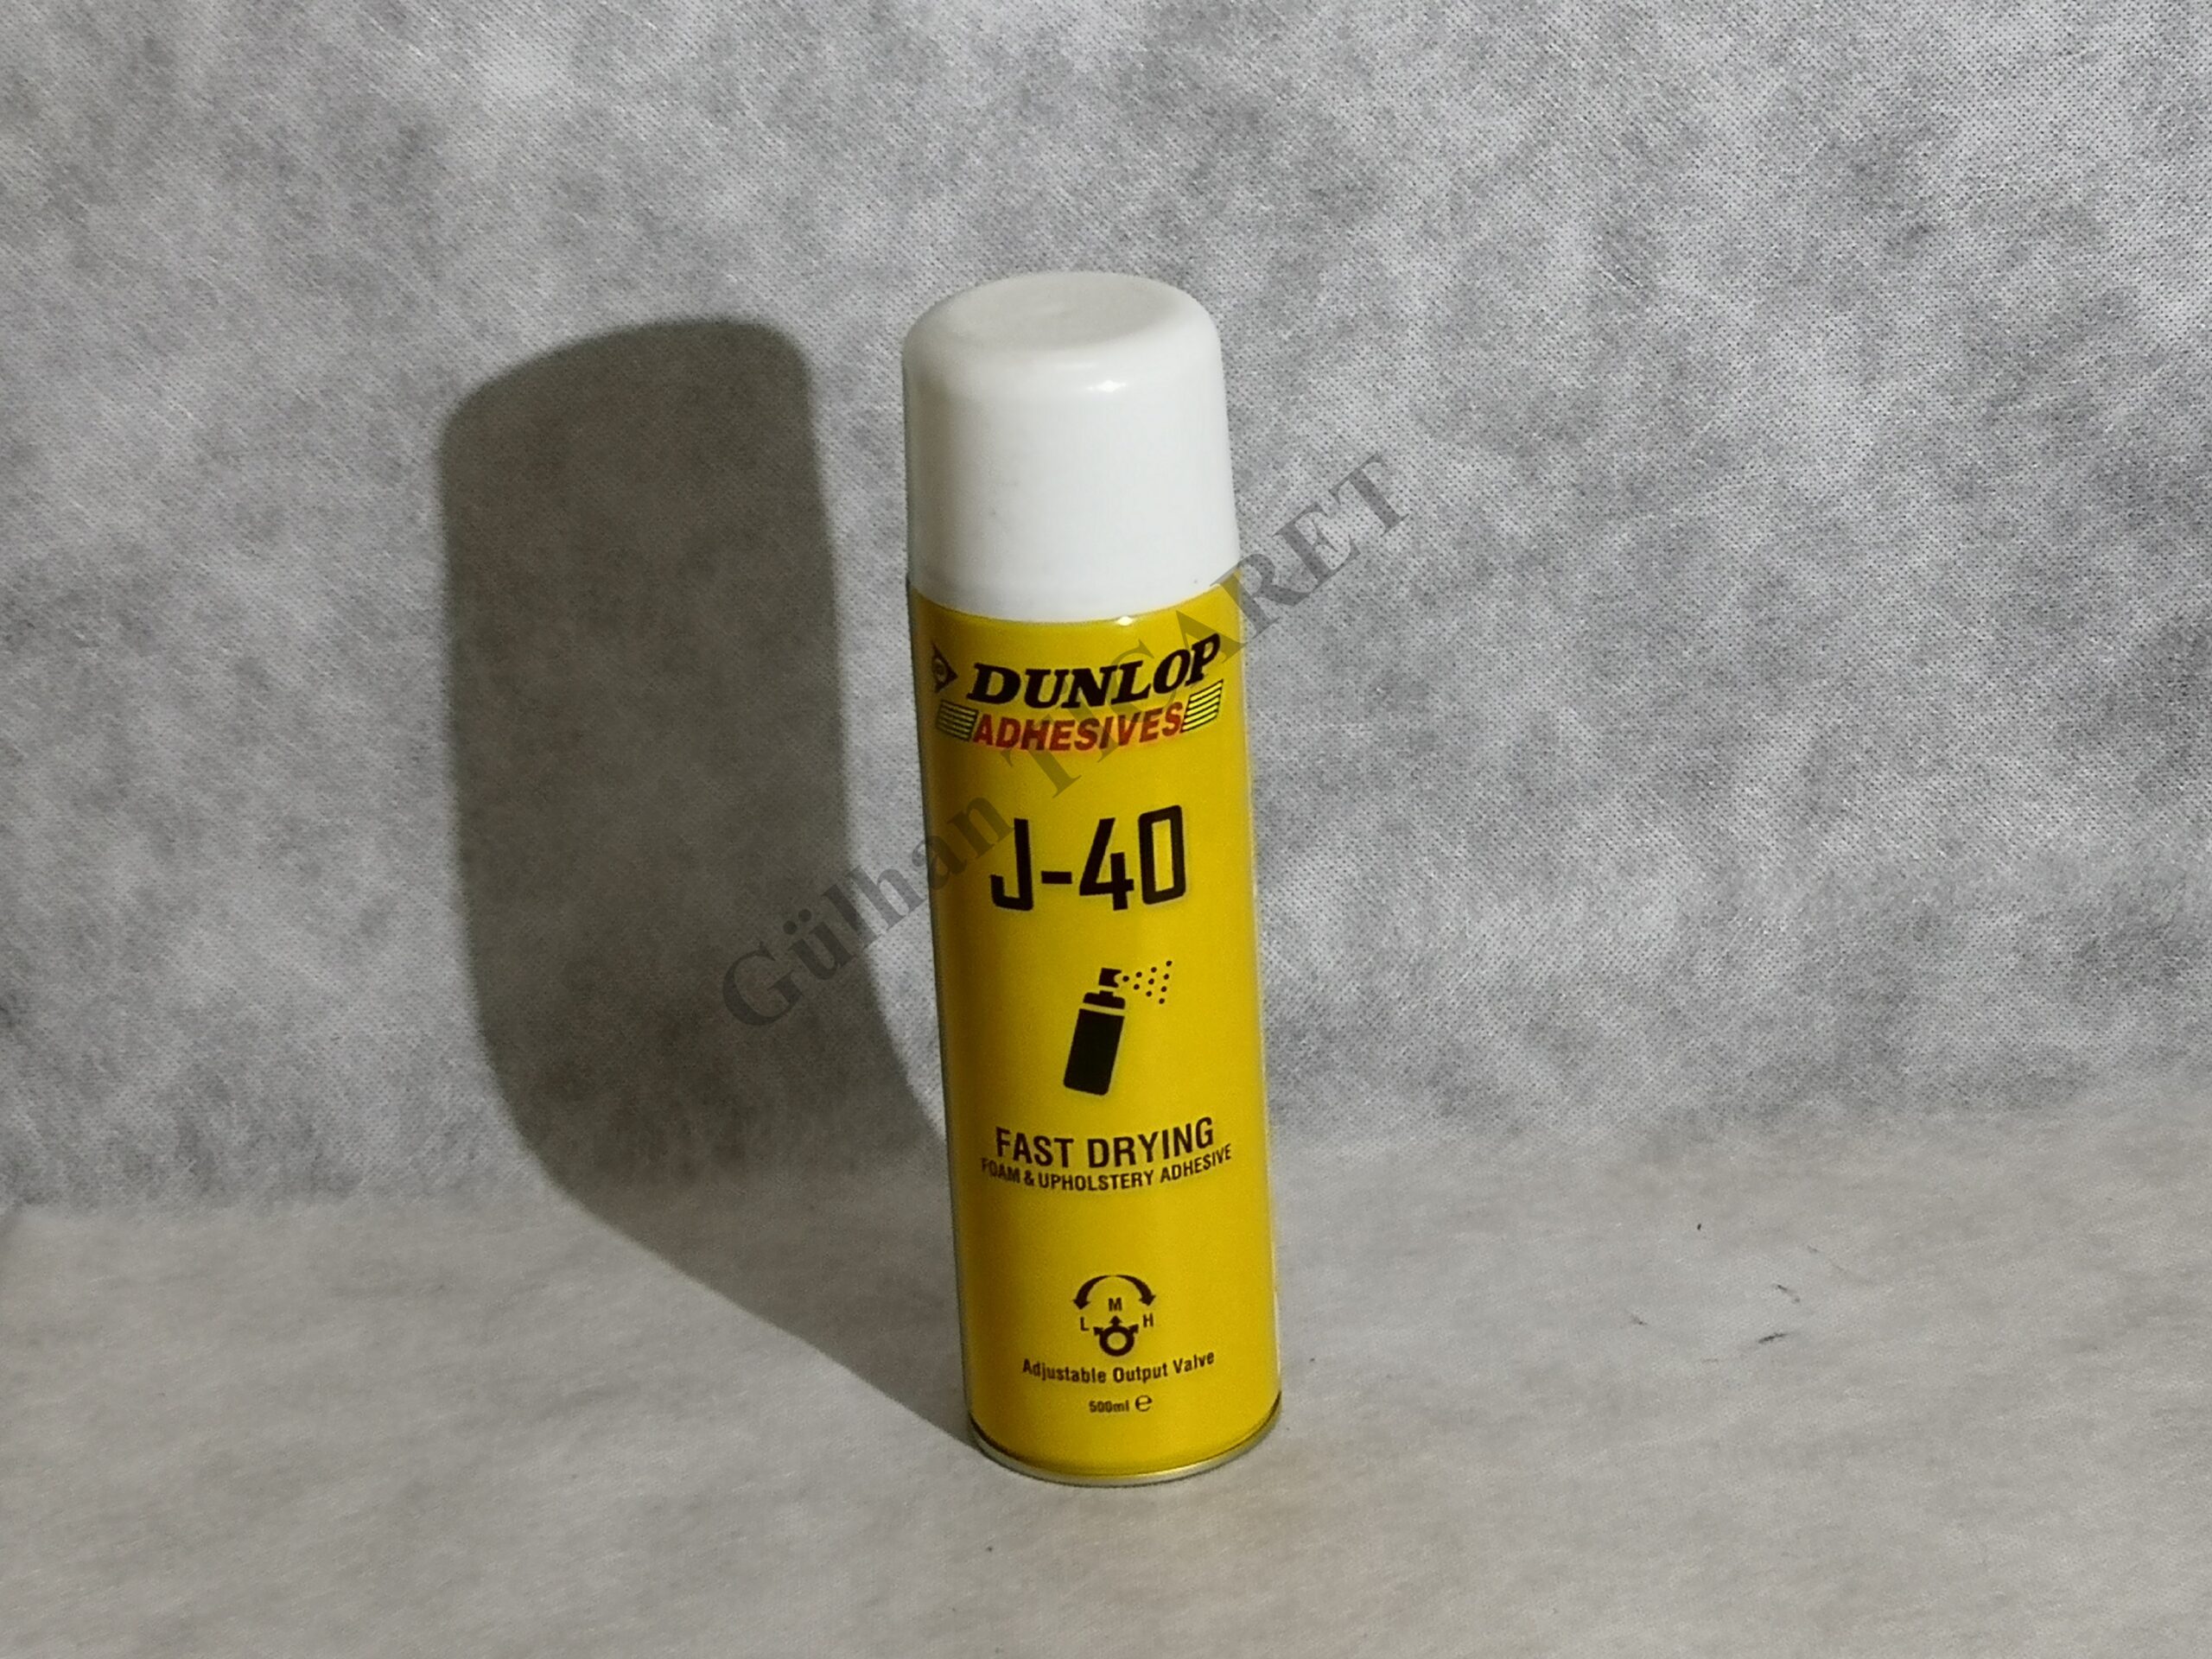 DUNLOP
ADHESIVES
J-40
FAST DRYING
FOAM & UPHOLSTERY ADHESIVE
M
L H
Adjustable Output Valve
500ml ℮
Gülhan TİCARET